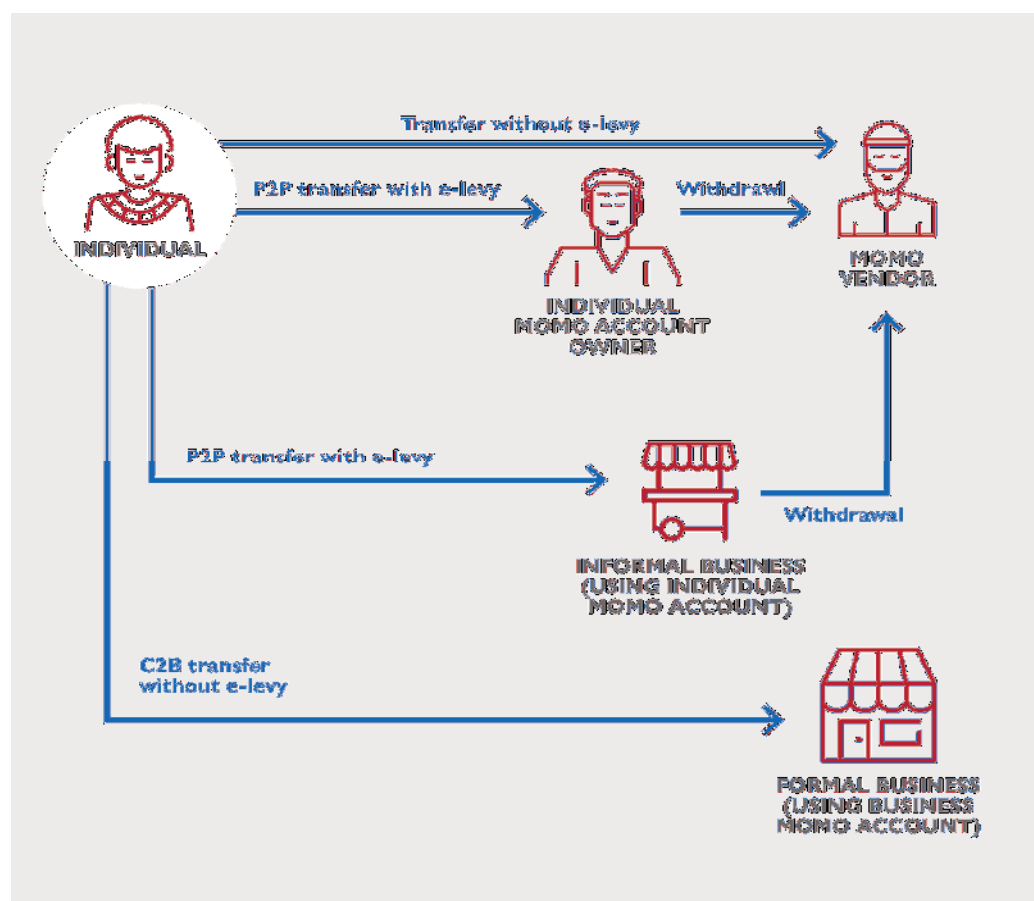 Transfer without e-levy
P2P transfer with e-levy
Withdrawl
INDIVIDUAL
MOMO
VENDOR
INDIVIDUAL
MOMO ACCOUNT
OWNER
P2P transfer with e-levy
Withdrawal
INFORMAL BUSINESS
(USING INDIVIDUAL
MOMO ACCOUNT)
C2B transfer
without e-levy
FORMAL BUSINESS
(USING BUSINESS
MOMO ACCOUNT)